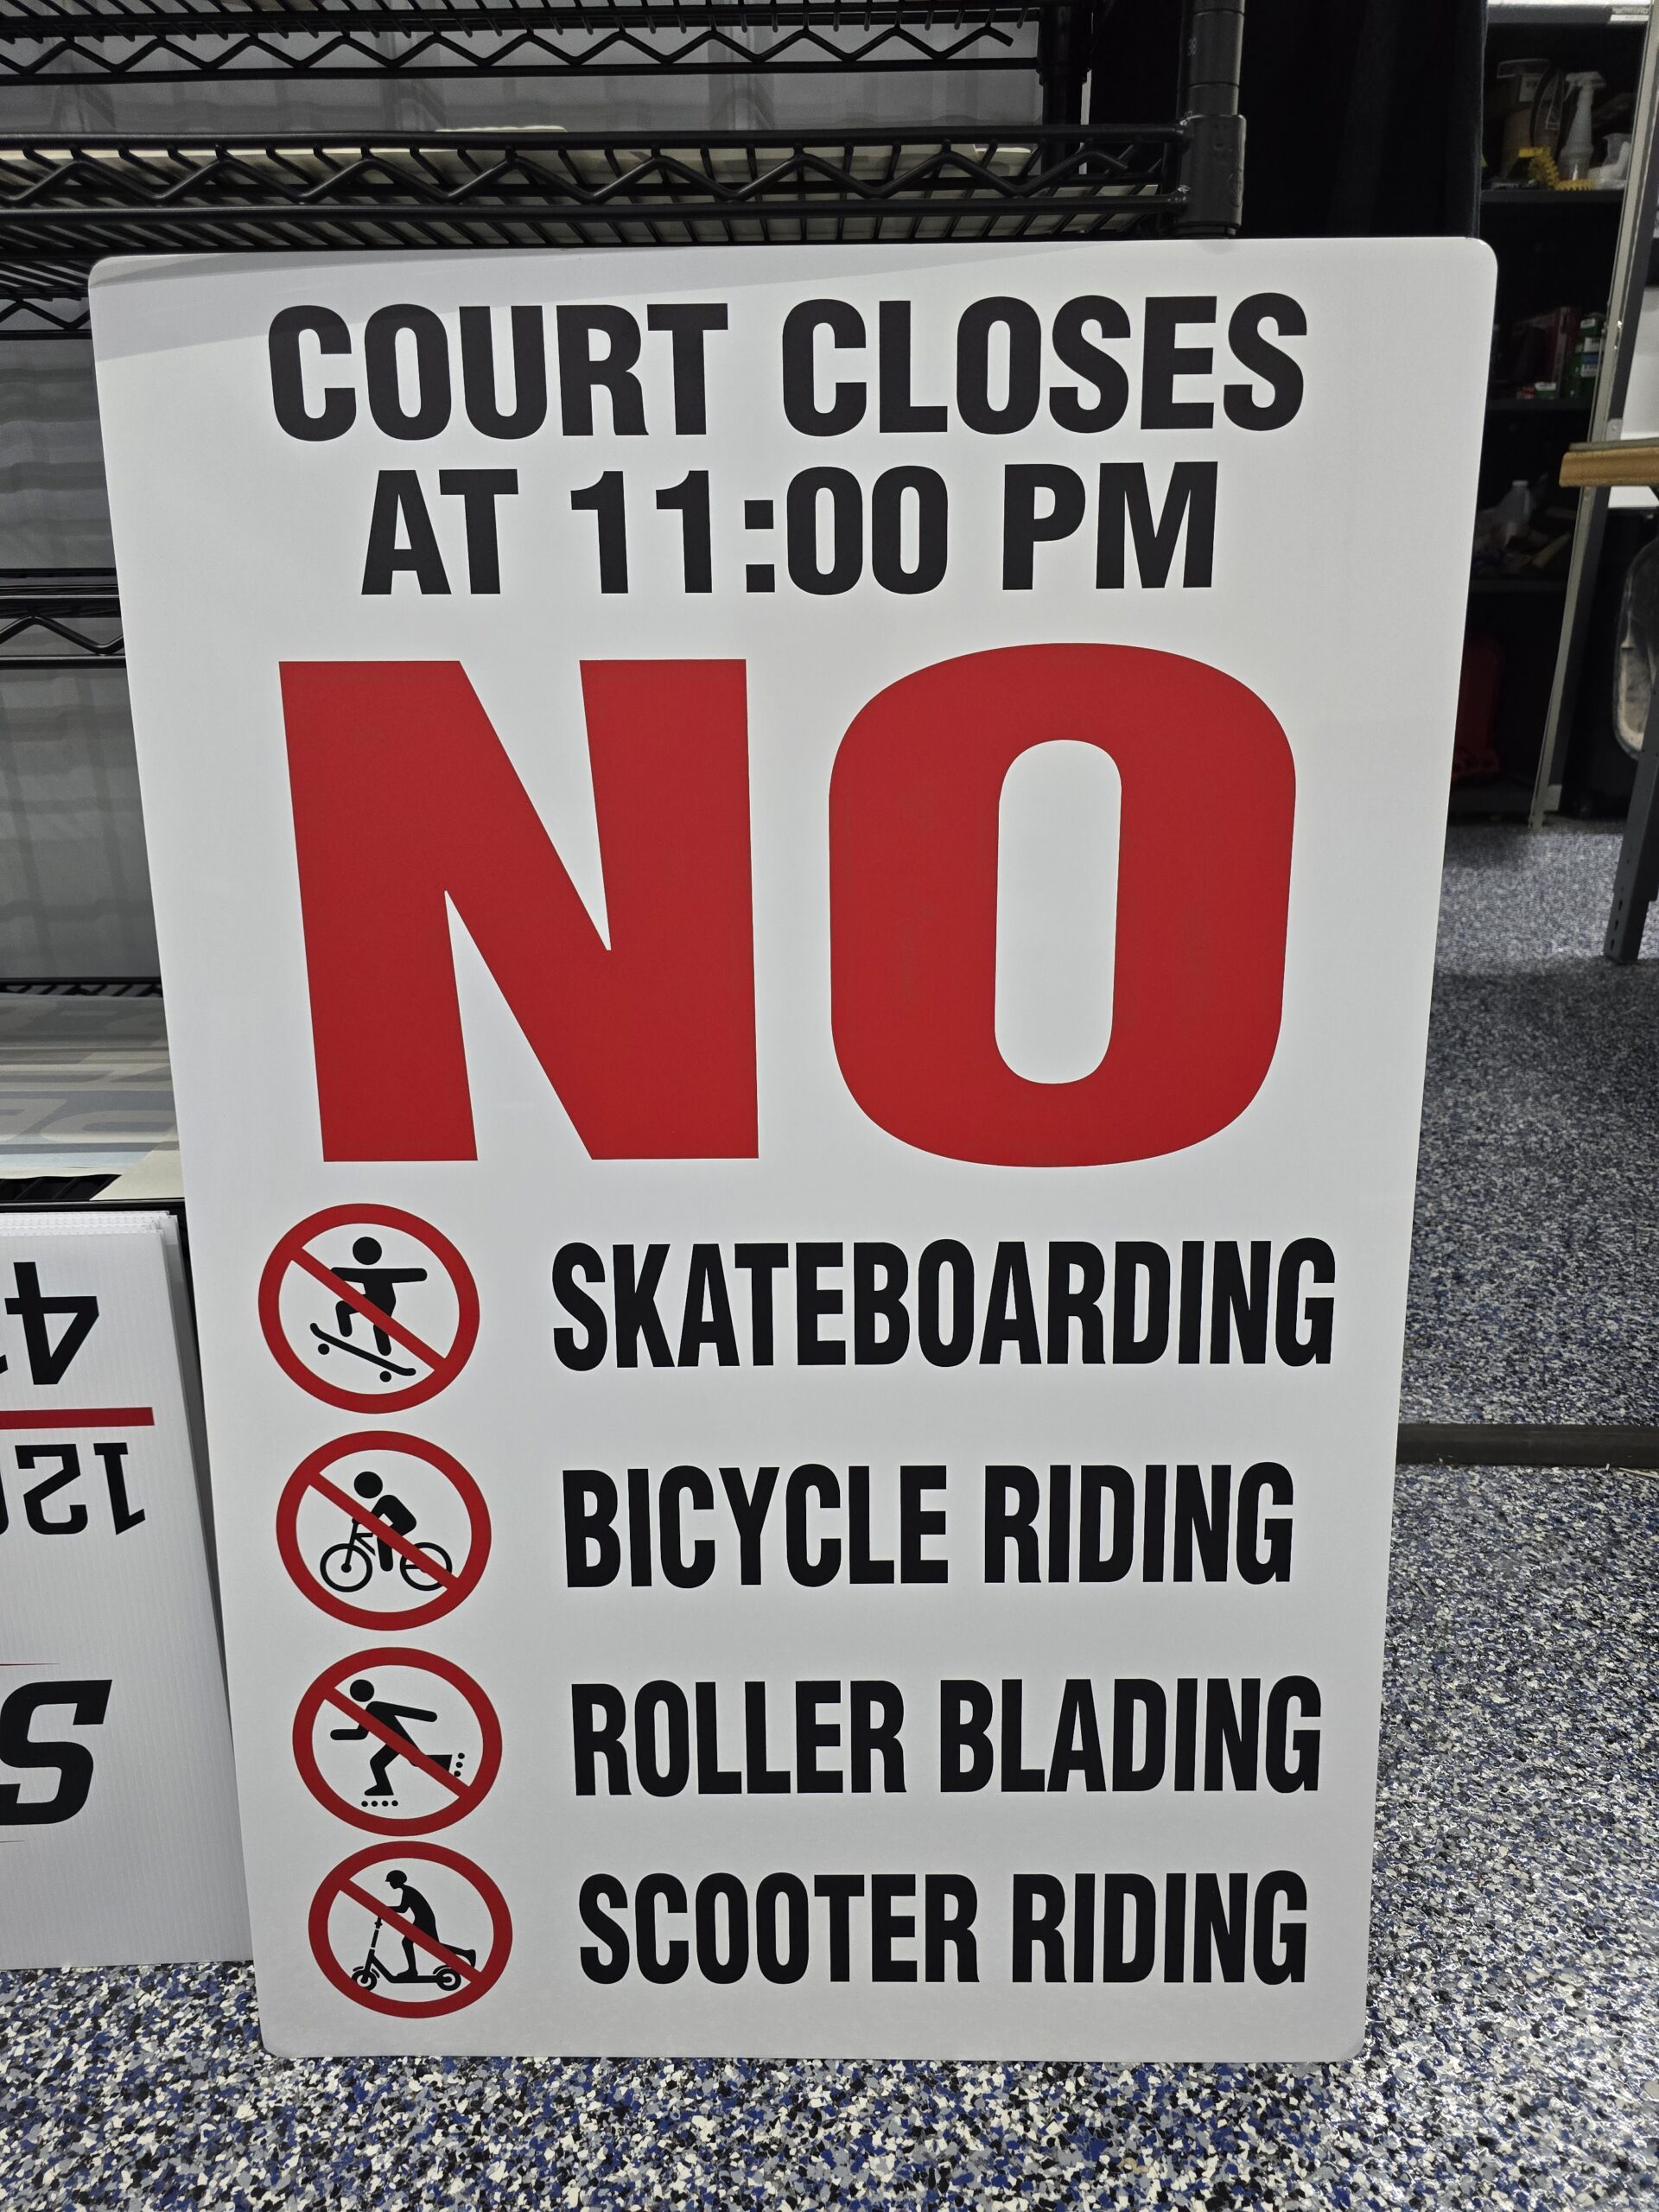 COURT CLOSES
AT 11:00 PM
NO
SKATEBOARDING
BICYCLE RIDING
ROLLER BLADING
SCOOTER RIDING